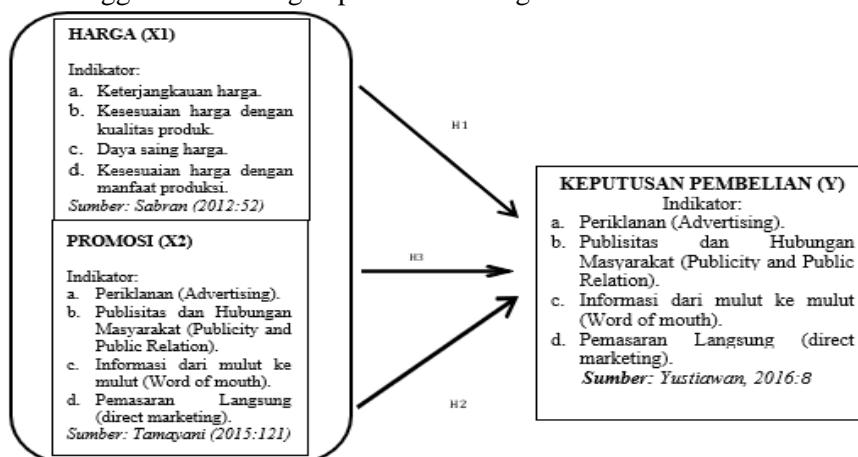 HARGA (X1)
Indikator:
a. Keterjangkauan harga.
b. Kesesuaian harga dengan
kualitas produk.
c. Daya saing harga.
d. Kesesuaian harga dengan
manfaat produksi.
Sumber: Sabran (2012:52)
PROMOSI (X2)
Indikator:
a. Periklanan (Advertising).
b. Publisitas dan Hubungan
Masyarakat (Publicity and
Public Relation).
c. Informasi dari mulut ke
mulut (Word of mouth).
d. Pemasaran Langsung
(direct marketing).
Sumber: Tamayani (2015:121)
H1
H3
H2
KEPUTUSAN PEMBELIAN (Y)
Indikator:
a. Periklanan (Advertising).
b. Publisitas dan Hubungan
Masyarakat (Publicity and Public
Relation).
c. Informasi dari mulut ke mulut
(Word of mouth).
d. Pemasaran Langsung (direct
marketing).
Sumber: Yustiawan, 2016:8